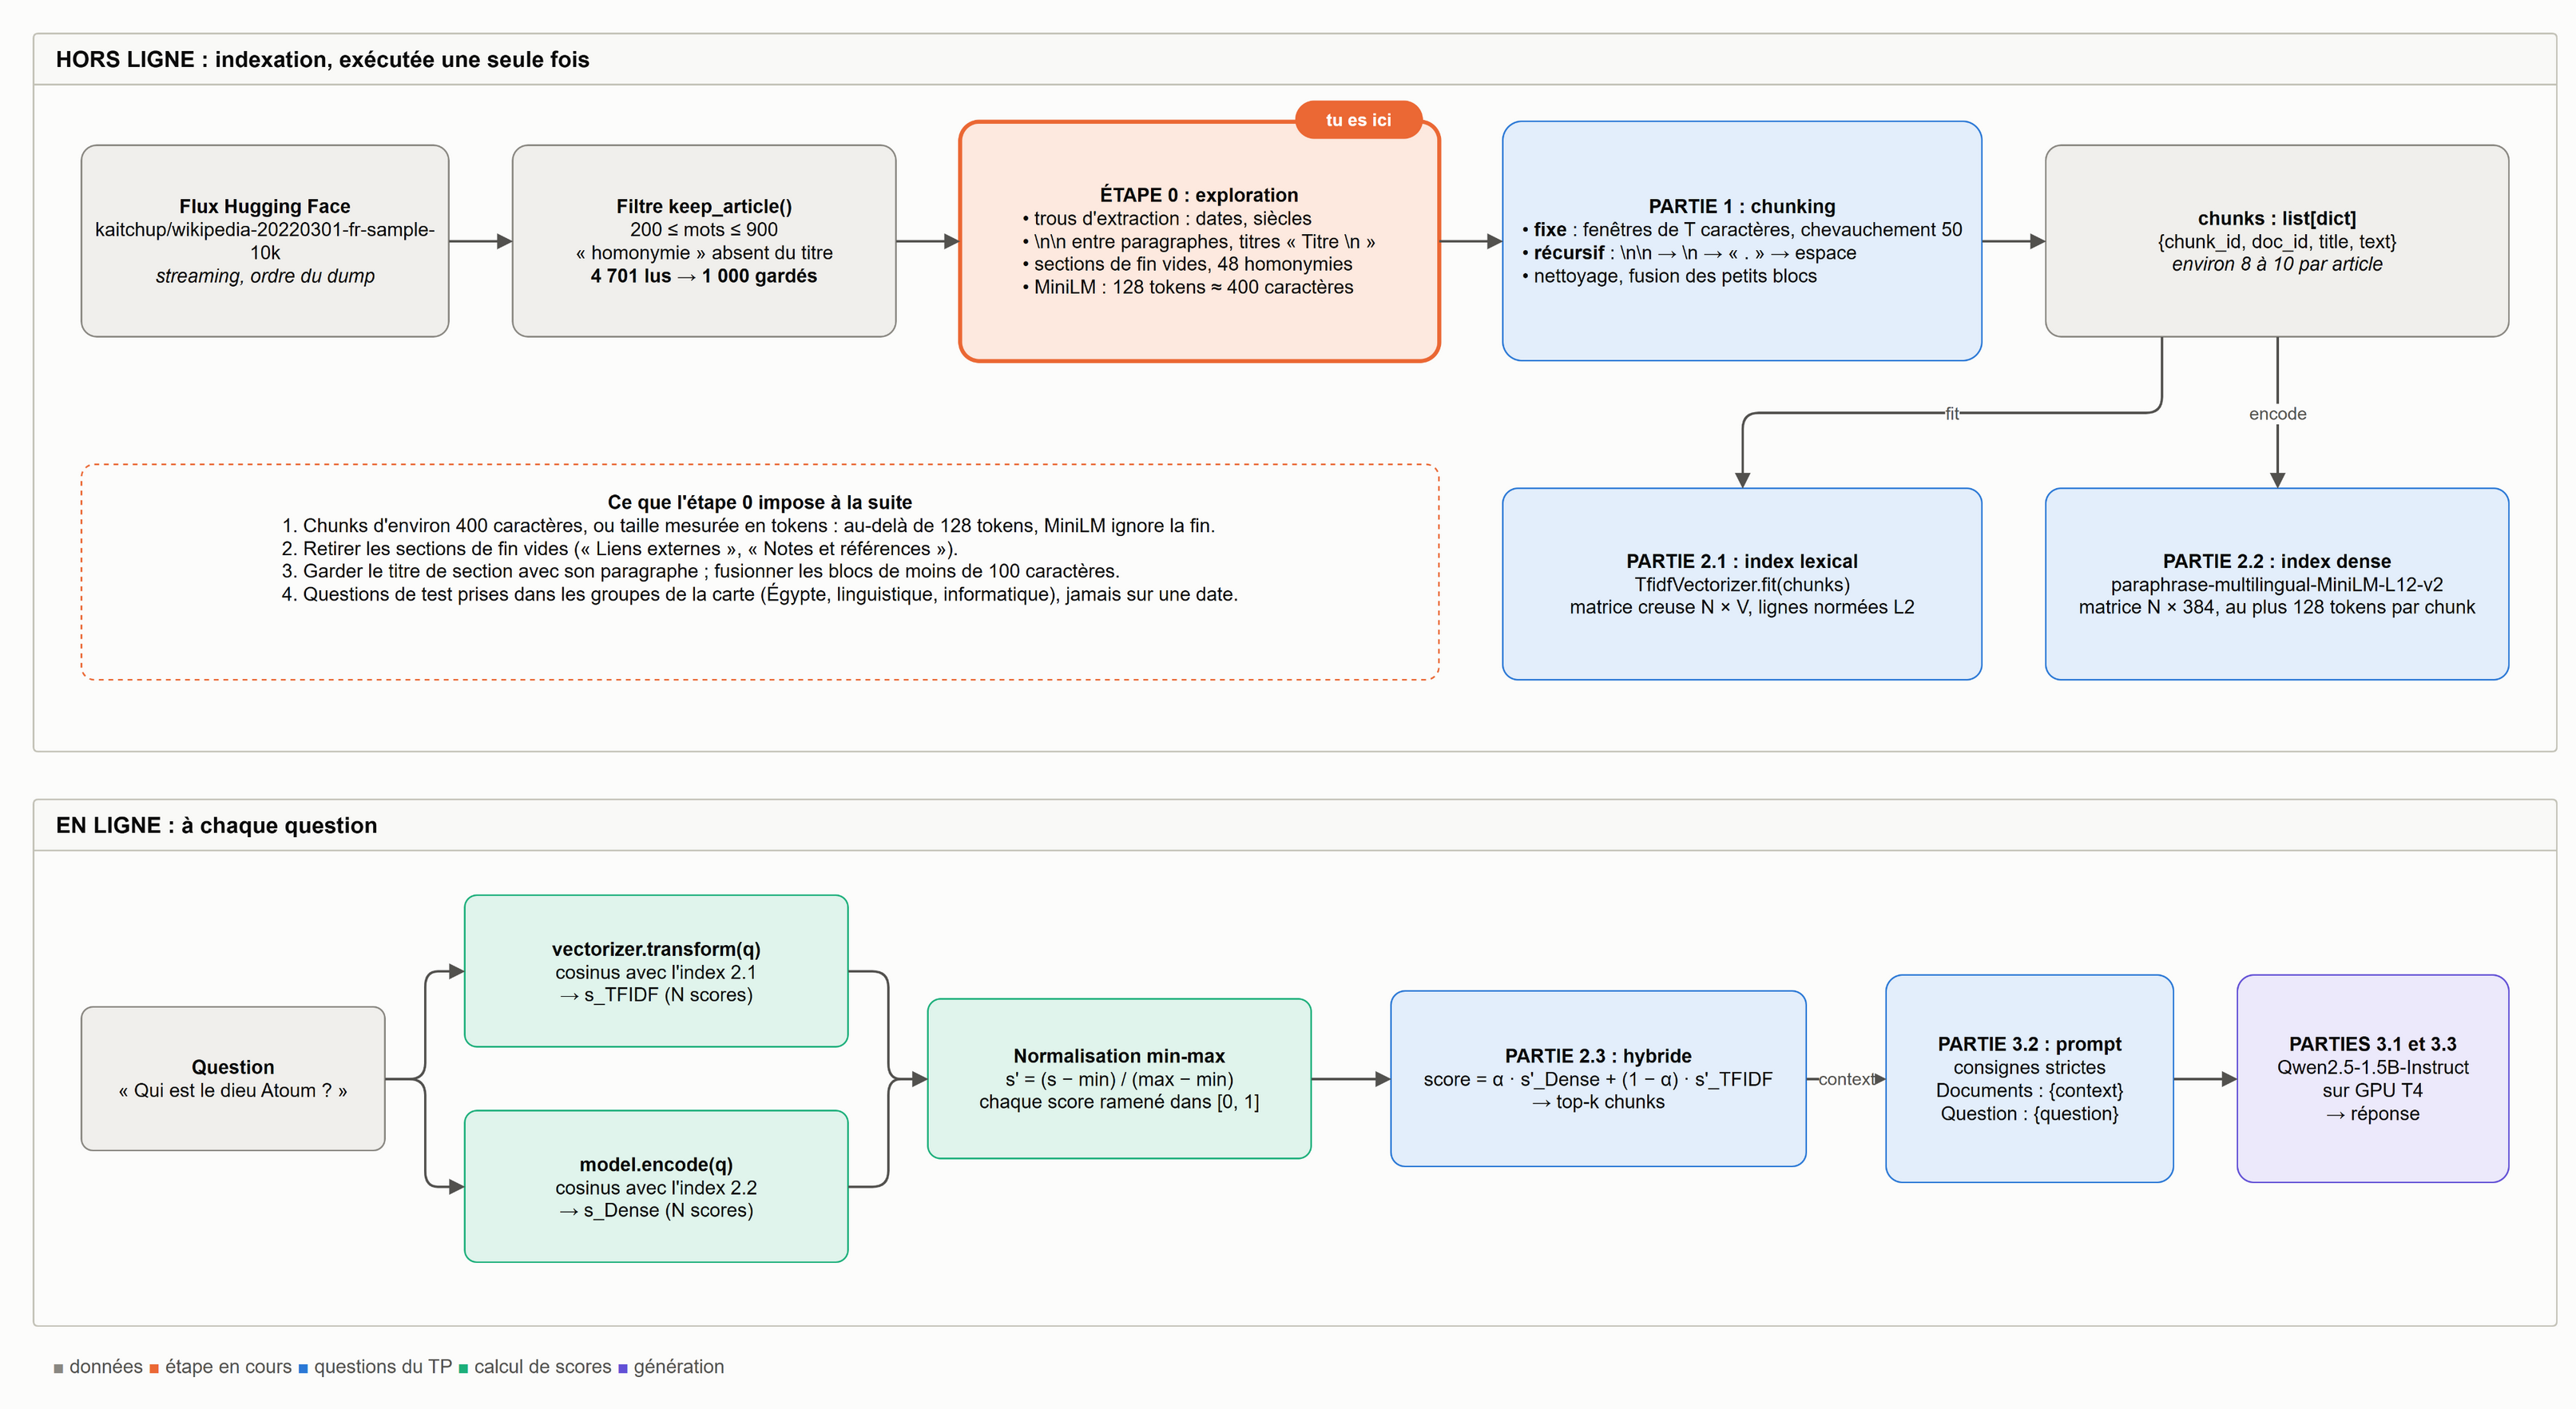 HORS LIGNE : indexation, exécutée une seule fois
tu es ici
Flux Hugging Face
kaitchup/wikipedia-20220301-fr-sample-
10k
streaming, ordre du dump
Filtre keep_article()
200 ≤ mots ≤ 900
« homonymie » absent du titre
4 701 lus → 1 000 gardés
ÉTAPE 0 : exploration
• trous d'extraction : dates, siècles
• \n\n entre paragraphes, titres « Titre \n »
• sections de fin vides, 48 homonymies
• MiniLM : 128 tokens ≈ 400 caractères
PARTIE 1 : chunking
• fixe : fenêtres de T caractères, chevauchement 50
• récursif : \n\n → \n → « . » → espace
• nettoyage, fusion des petits blocs
chunks : list[dict]
{chunk_id, doc_id, title, text}
environ 8 à 10 par article
fit
encode
Ce que l'étape 0 impose à la suite
1. Chunks d'environ 400 caractères, ou taille mesurée en tokens : au-delà de 128 tokens, MiniLM ignore la fin.
2. Retirer les sections de fin vides (« Liens externes », « Notes et références »).
3. Garder le titre de section avec son paragraphe ; fusionner les blocs de moins de 100 caractères.
4. Questions de test prises dans les groupes de la carte (Égypte, linguistique, informatique), jamais sur une date.
PARTIE 2.1 : index lexical
TfidfVectorizer.fit(chunks)
matrice creuse N × V, lignes normées L2
PARTIE 2.2 : index dense
paraphrase-multilingual-MiniLM-L12-v2
matrice N × 384, au plus 128 tokens par chunk
EN LIGNE : à chaque question
Question
« Qui est le dieu Atoum ? »
vectorizer.transform(q)
cosinus avec l'index 2.1
→ s_TFIDF (N scores)
model.encode(q)
cosinus avec l'index 2.2
→ s_Dense (N scores)
Normalisation min-max
s' = (s − min) / (max − min)
chaque score ramené dans [0, 1]
PARTIE 2.3 : hybride
score = α · s'_Dense + (1 − α) · s'_TFIDF
→ top-k chunks
context
PARTIE 3.2 : prompt
consignes strictes
Documents : {context}
Question : {question}
PARTIES 3.1 et 3.3
Qwen2.5-1.5B-Instruct
sur GPU T4
→ réponse
■ données ■ étape en cours ■ questions du TP ■ calcul de scores ■ génération